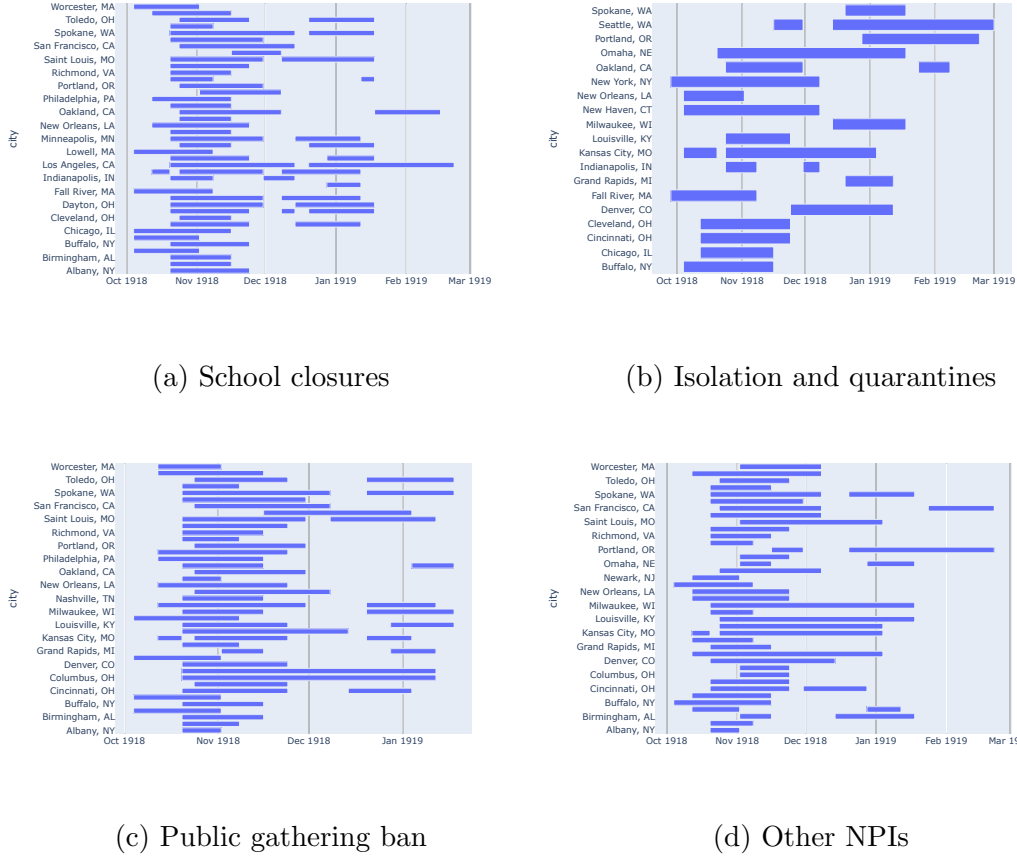 Worcester, MA
Toledo, OH
Spokane, WA
San Francisco, CA
Saint Louis, MO
Richmond, VA
Portland, OR
Philadelphia, PA
Oakland, CA
New Orleans, LA
Minneapolis, MN
Lowell, MA
Los Angeles, CA
Indianapolis, IN
Fall River, MA
Dayton, OH
Cleveland, OH
Chicago, IL
Buffalo, NY
Birmingham, AL
Albany, NY
city
Oct 1918 Nov 1918 Dec 1918 Jan 1919 Feb 1919 Mar 1919
(a) School closures
Spokane, WA
Seattle, WA
Portland, OR
Omaha, NE
Oakland, CA
New York, NY
New Orleans, LA
New Haven, CT
Milwaukee, WI
Louisville, KY
Kansas City, MO
Indianapolis, IN
Grand Rapids, MI
Fall River, MA
Denver, CO
Cleveland, OH
Cincinnati, OH
Chicago, IL
Buffalo, NY
city
Oct 1918 Nov 1918 Dec 1918 Jan 1919 Feb 1919 Mar 1919
(b) Isolation and quarantines
Worcester, MA
Toledo, OH
Spokane, WA
San Francisco, CA
Saint Louis, MO
Richmond, VA
Portland, OR
Philadelphia, PA
Oakland, CA
New Orleans, LA
Nashville, TN
Milwaukee, WI
Louisville, KY
Kansas City, MO
Grand Rapids, MI
Denver, CO
Columbus, OH
Cincinnati, OH
Buffalo, NY
Birmingham, AL
Albany, NY
city
Oct 1918 Nov 1918 Dec 1918 Jan 1919
(c) Public gathering ban
Worcester, MA
Toledo, OH
Spokane, WA
San Francisco, CA
Saint Louis, MO
Richmond, VA
Portland, OR
Omaha, NE
Newark, NJ
New Orleans, LA
Milwaukee, WI
Louisville, KY
Kansas City, MO
Grand Rapids, MI
Denver, CO
Columbus, OH
Cincinnati, OH
Buffalo, NY
Birmingham, AL
Albany, NY
city
Oct 1918 Nov 1918 Dec 1918 Jan 1919 Feb 1919 Mar 191
(d) Other NPIs